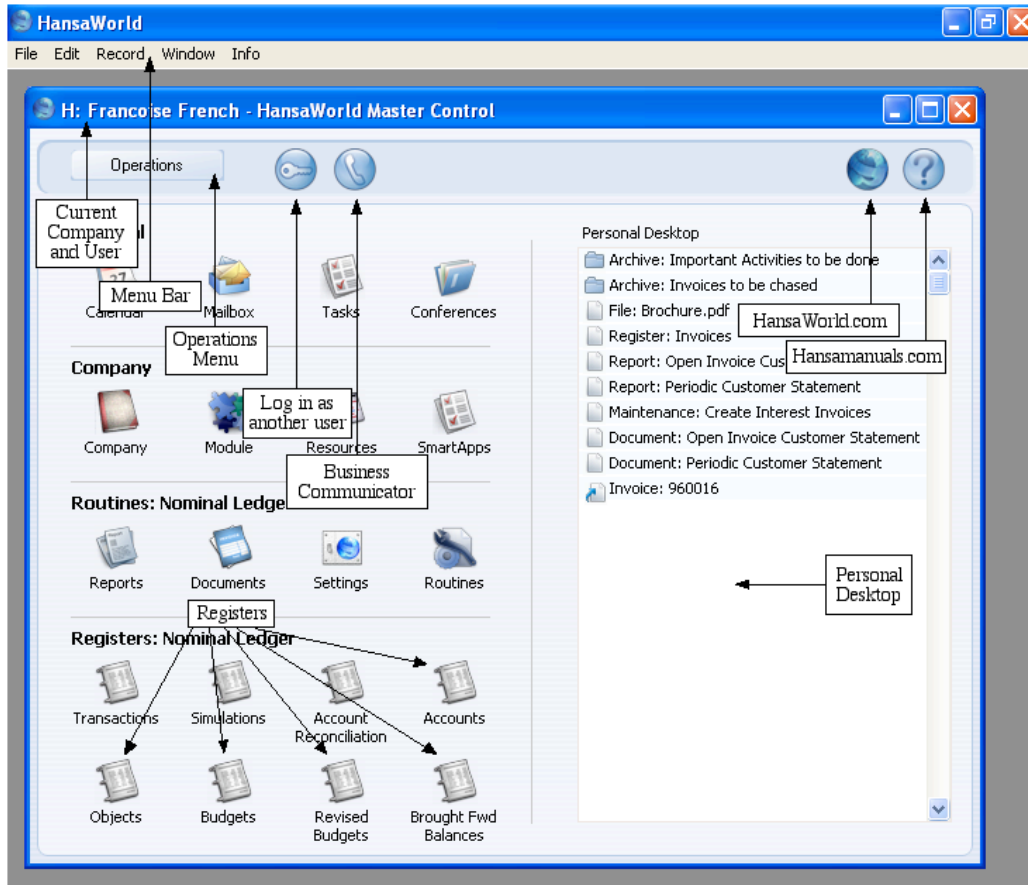 HansaWorld
File Edit Record Window Info
H: Francoise French - HansaWorld Master Control
Operations
Current
Company
and User
Menu Bar
Operations
Menu
Log in as
another user
Business
Communicator
HansaWorld.com
Hansamanuals.com
Calendar Mailbox Tasks Conferences
Company
Company Module Resources SmartApps
Routines: Nominal Ledge
Reports Documents Settings Routines
Registers
Registers: Nominal Ledger
Transactions Simulations Account Reconciliation Accounts
Objects Budgets Revised Budgets Brought Fwd Balances
Personal Desktop
Archive: Important Activities to be done
Archive: Invoices to be chased
File: Brochure.pdf
Register: Invoices
Report: Open Invoice Cus
Report: Periodic Customer Statement
Maintenance: Create Interest Invoices
Document: Open Invoice Customer Statement
Document: Periodic Customer Statement
Invoice: 960016
Personal
Desktop